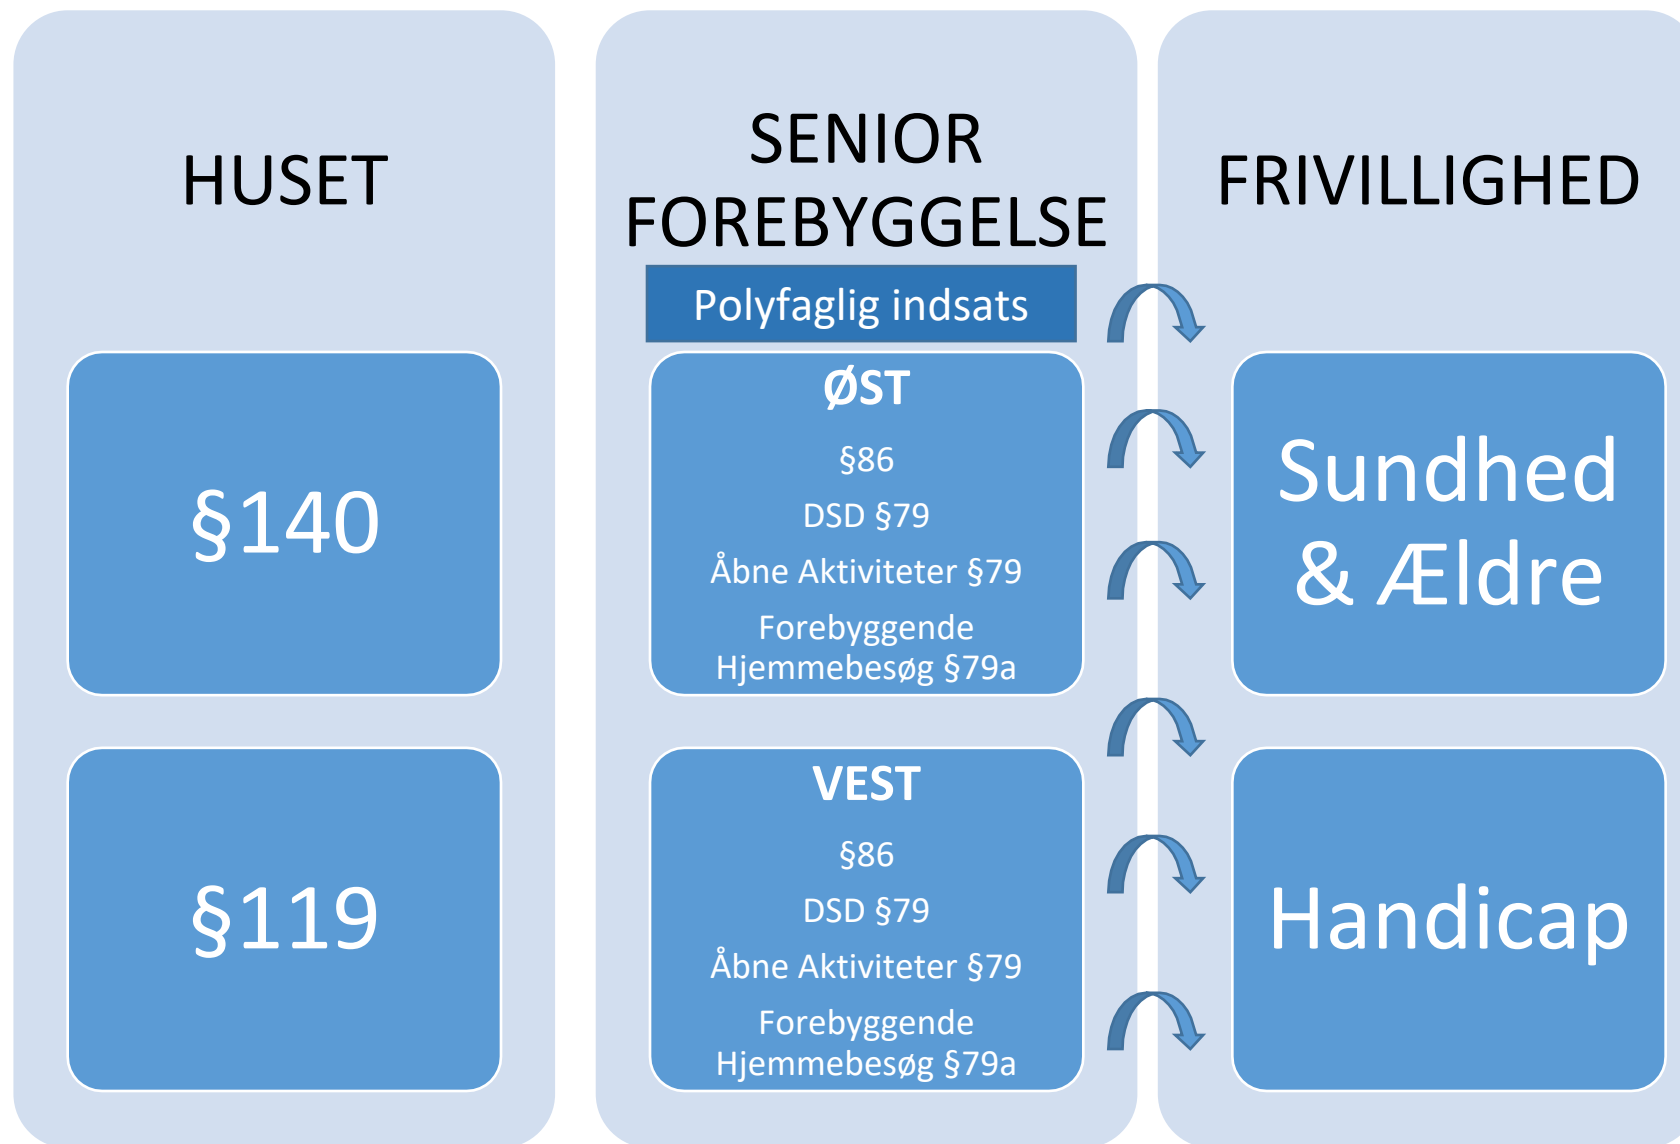 HUSET
§140
§119
SENIOR
FOREBYGGELSE
Polyfaglig indsats
ØST
§86
DSD §79
Åbne Aktiviteter §79
Forebyggende
Hjemmebesøg §79a
VEST
§86
DSD §79
Åbne Aktiviteter §79
Forebyggende
Hjemmebesøg §79a
FRIVILLIGHED
Sundhed
& Ældre
Handicap